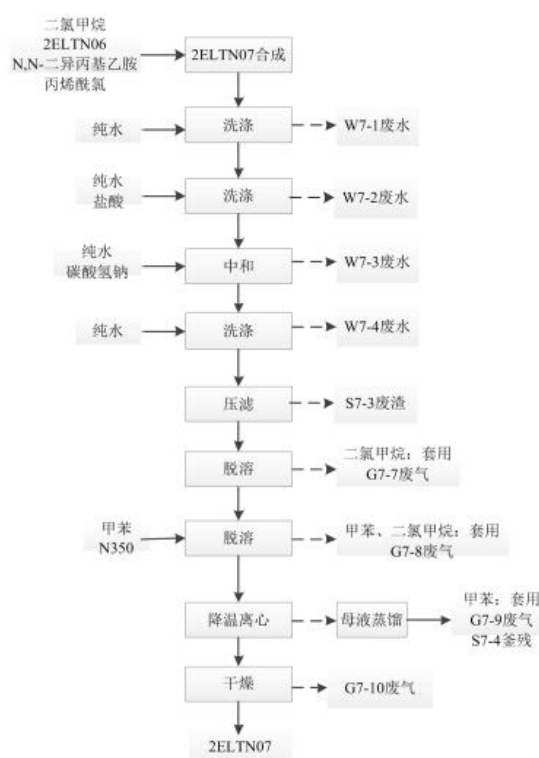 二氯甲烷
2ELTN06
N,N-二异丙基乙胺
丙烯酰氯
2ELTN07合成
纯水
洗涤
W7-1废水
纯水
盐酸
洗涤
W7-2废水
纯水
碳酸氢钠
中和
W7-3废水
纯水
洗涤
W7-4废水
压滤
S7-3废渣
脱溶
二氯甲烷：套用
G7-7废气
甲苯
N350
脱溶
甲苯、二氯甲烷：套用
G7-8废气
降温离心
母液蒸馏
甲苯：套用
G7-9废气
S7-4釜残
干燥
G7-10废气
2ELTN07